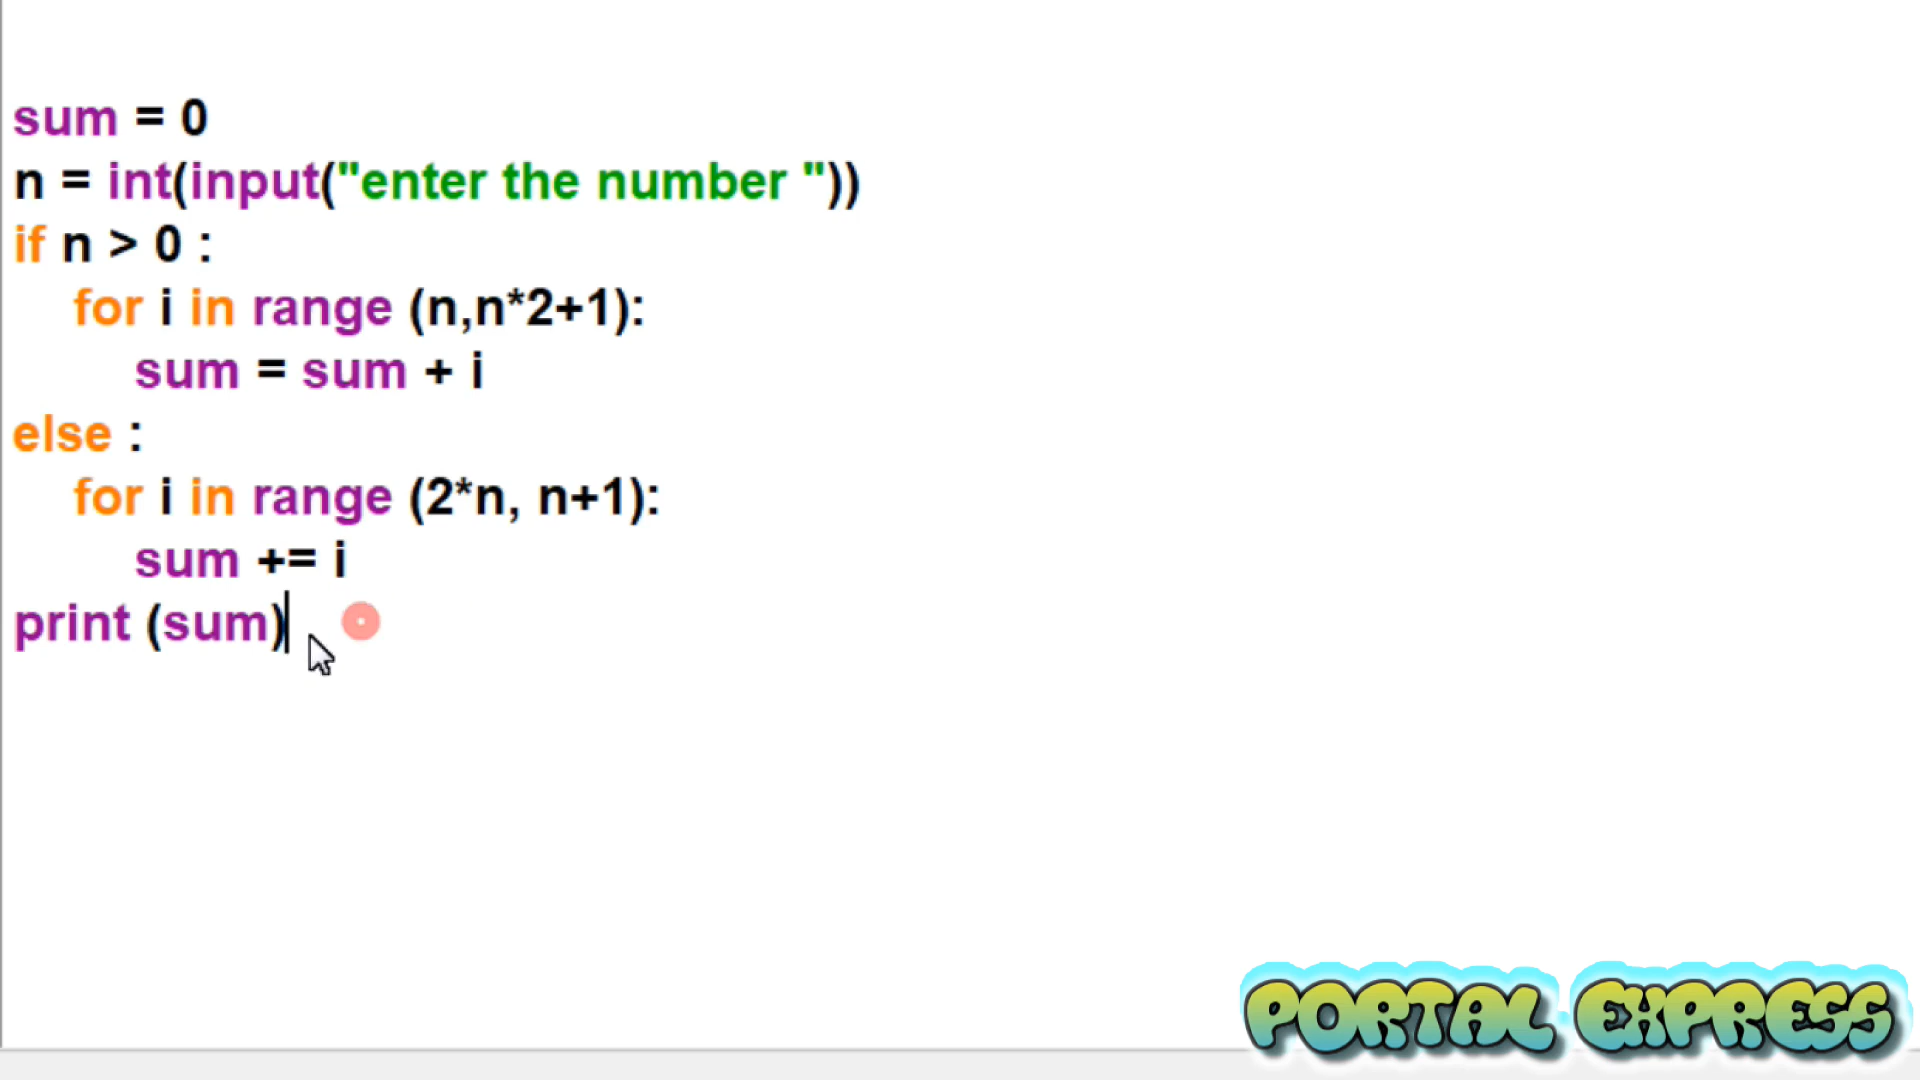 sum = 0
n = int(input("enter the number "))
if n > 0 :
for i in range (n,n*2+1):
sum = sum + i
else :
for i in range (2*n, n+1):
sum += i
print (sum)
PORTAL EXPRESS